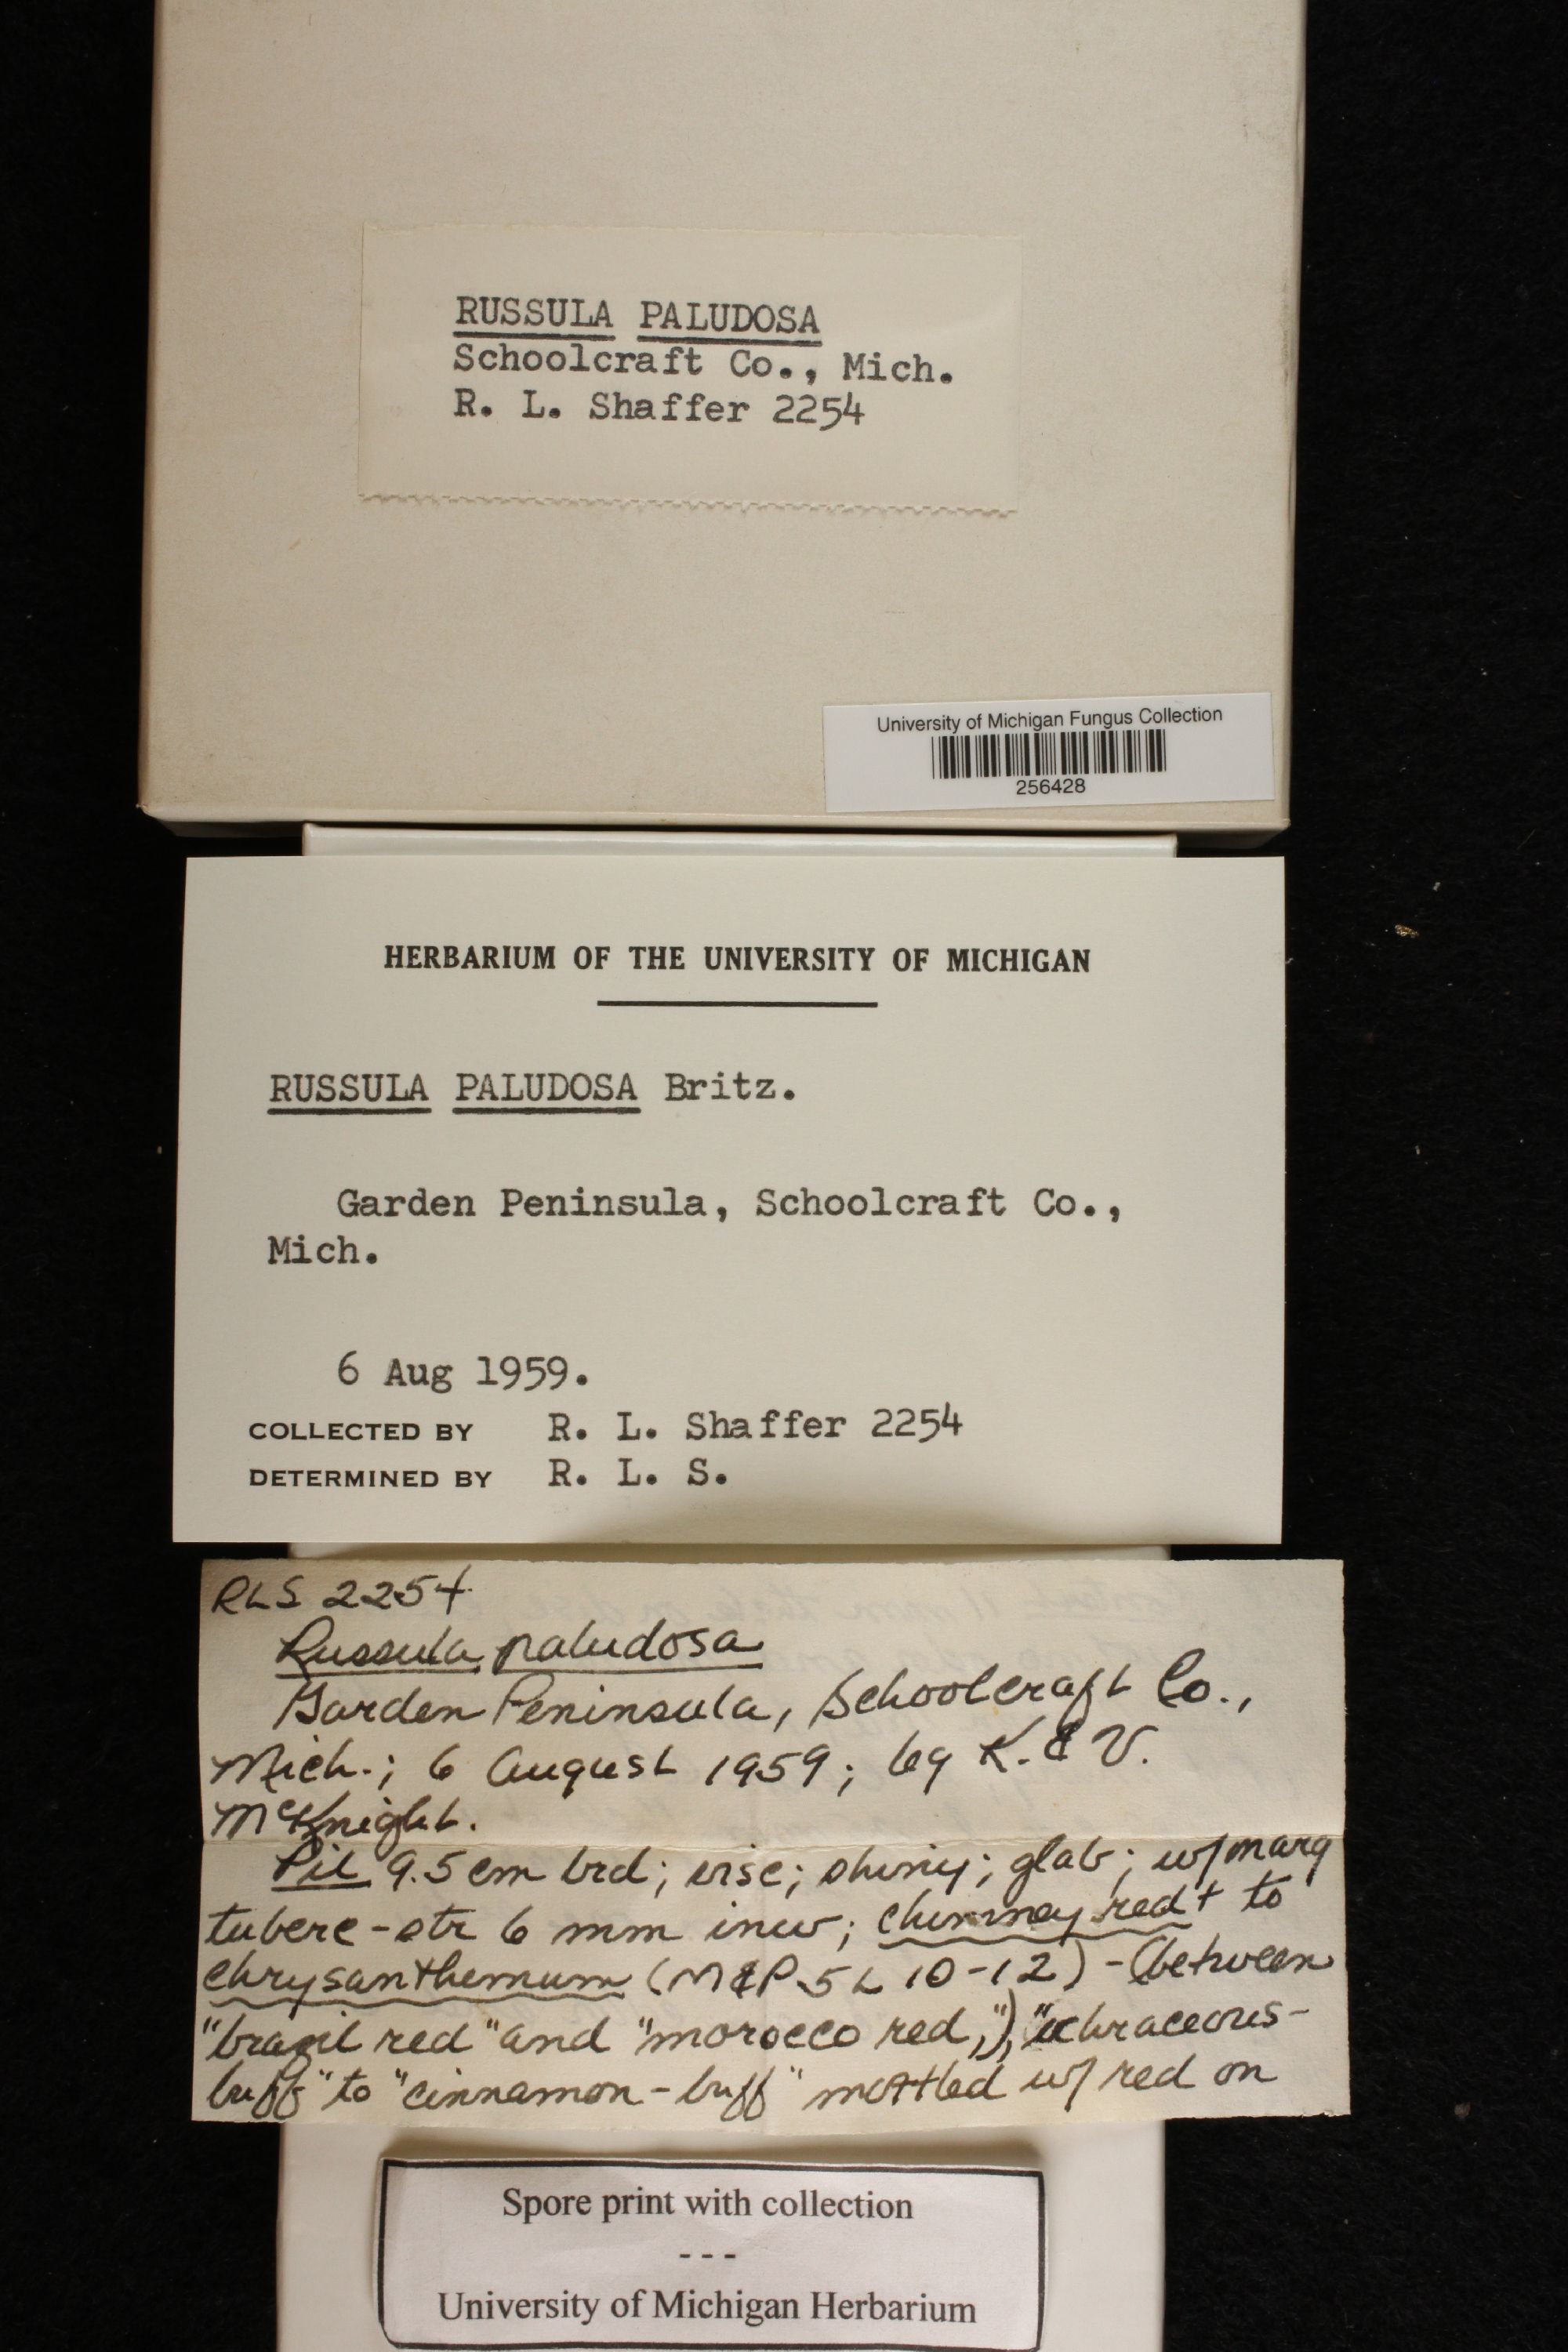 RUSSULA PALUDOSA
Schoolcraft Co., Mich.
R. L. Shaffer 2254
University of Michigan Fungus Collection
256428
HERBARIUM OF THE UNIVERSITY OF MICHIGAN
RUSSULA PALUDOSA Britz.
Garden Peninsula, Schoolcraft Co.,
Mich.
6 Aug 1959.
COLLECTED BY R. L. Shaffer 2254
DETERMINED BY R. L. S.
RLS 2254
Russula paludosa
Garden Peninsula, Schoolcraft Co.,
Mich.; 6 August 1959; by K. & V.
McKnight.
Pil 9.5 cm brd; visc; shiny; glab; w/ marg
tuberc-str 6 mm inw; chimney red+ to
chrysanthemum (M&P 5 L 10-12) - (between
"brazil red" and "morocco red,"), "ochraceous-
buff" to "cinnamon-buff" mottled w/ red on
Spore print with collection
---
University of Michigan Herbarium